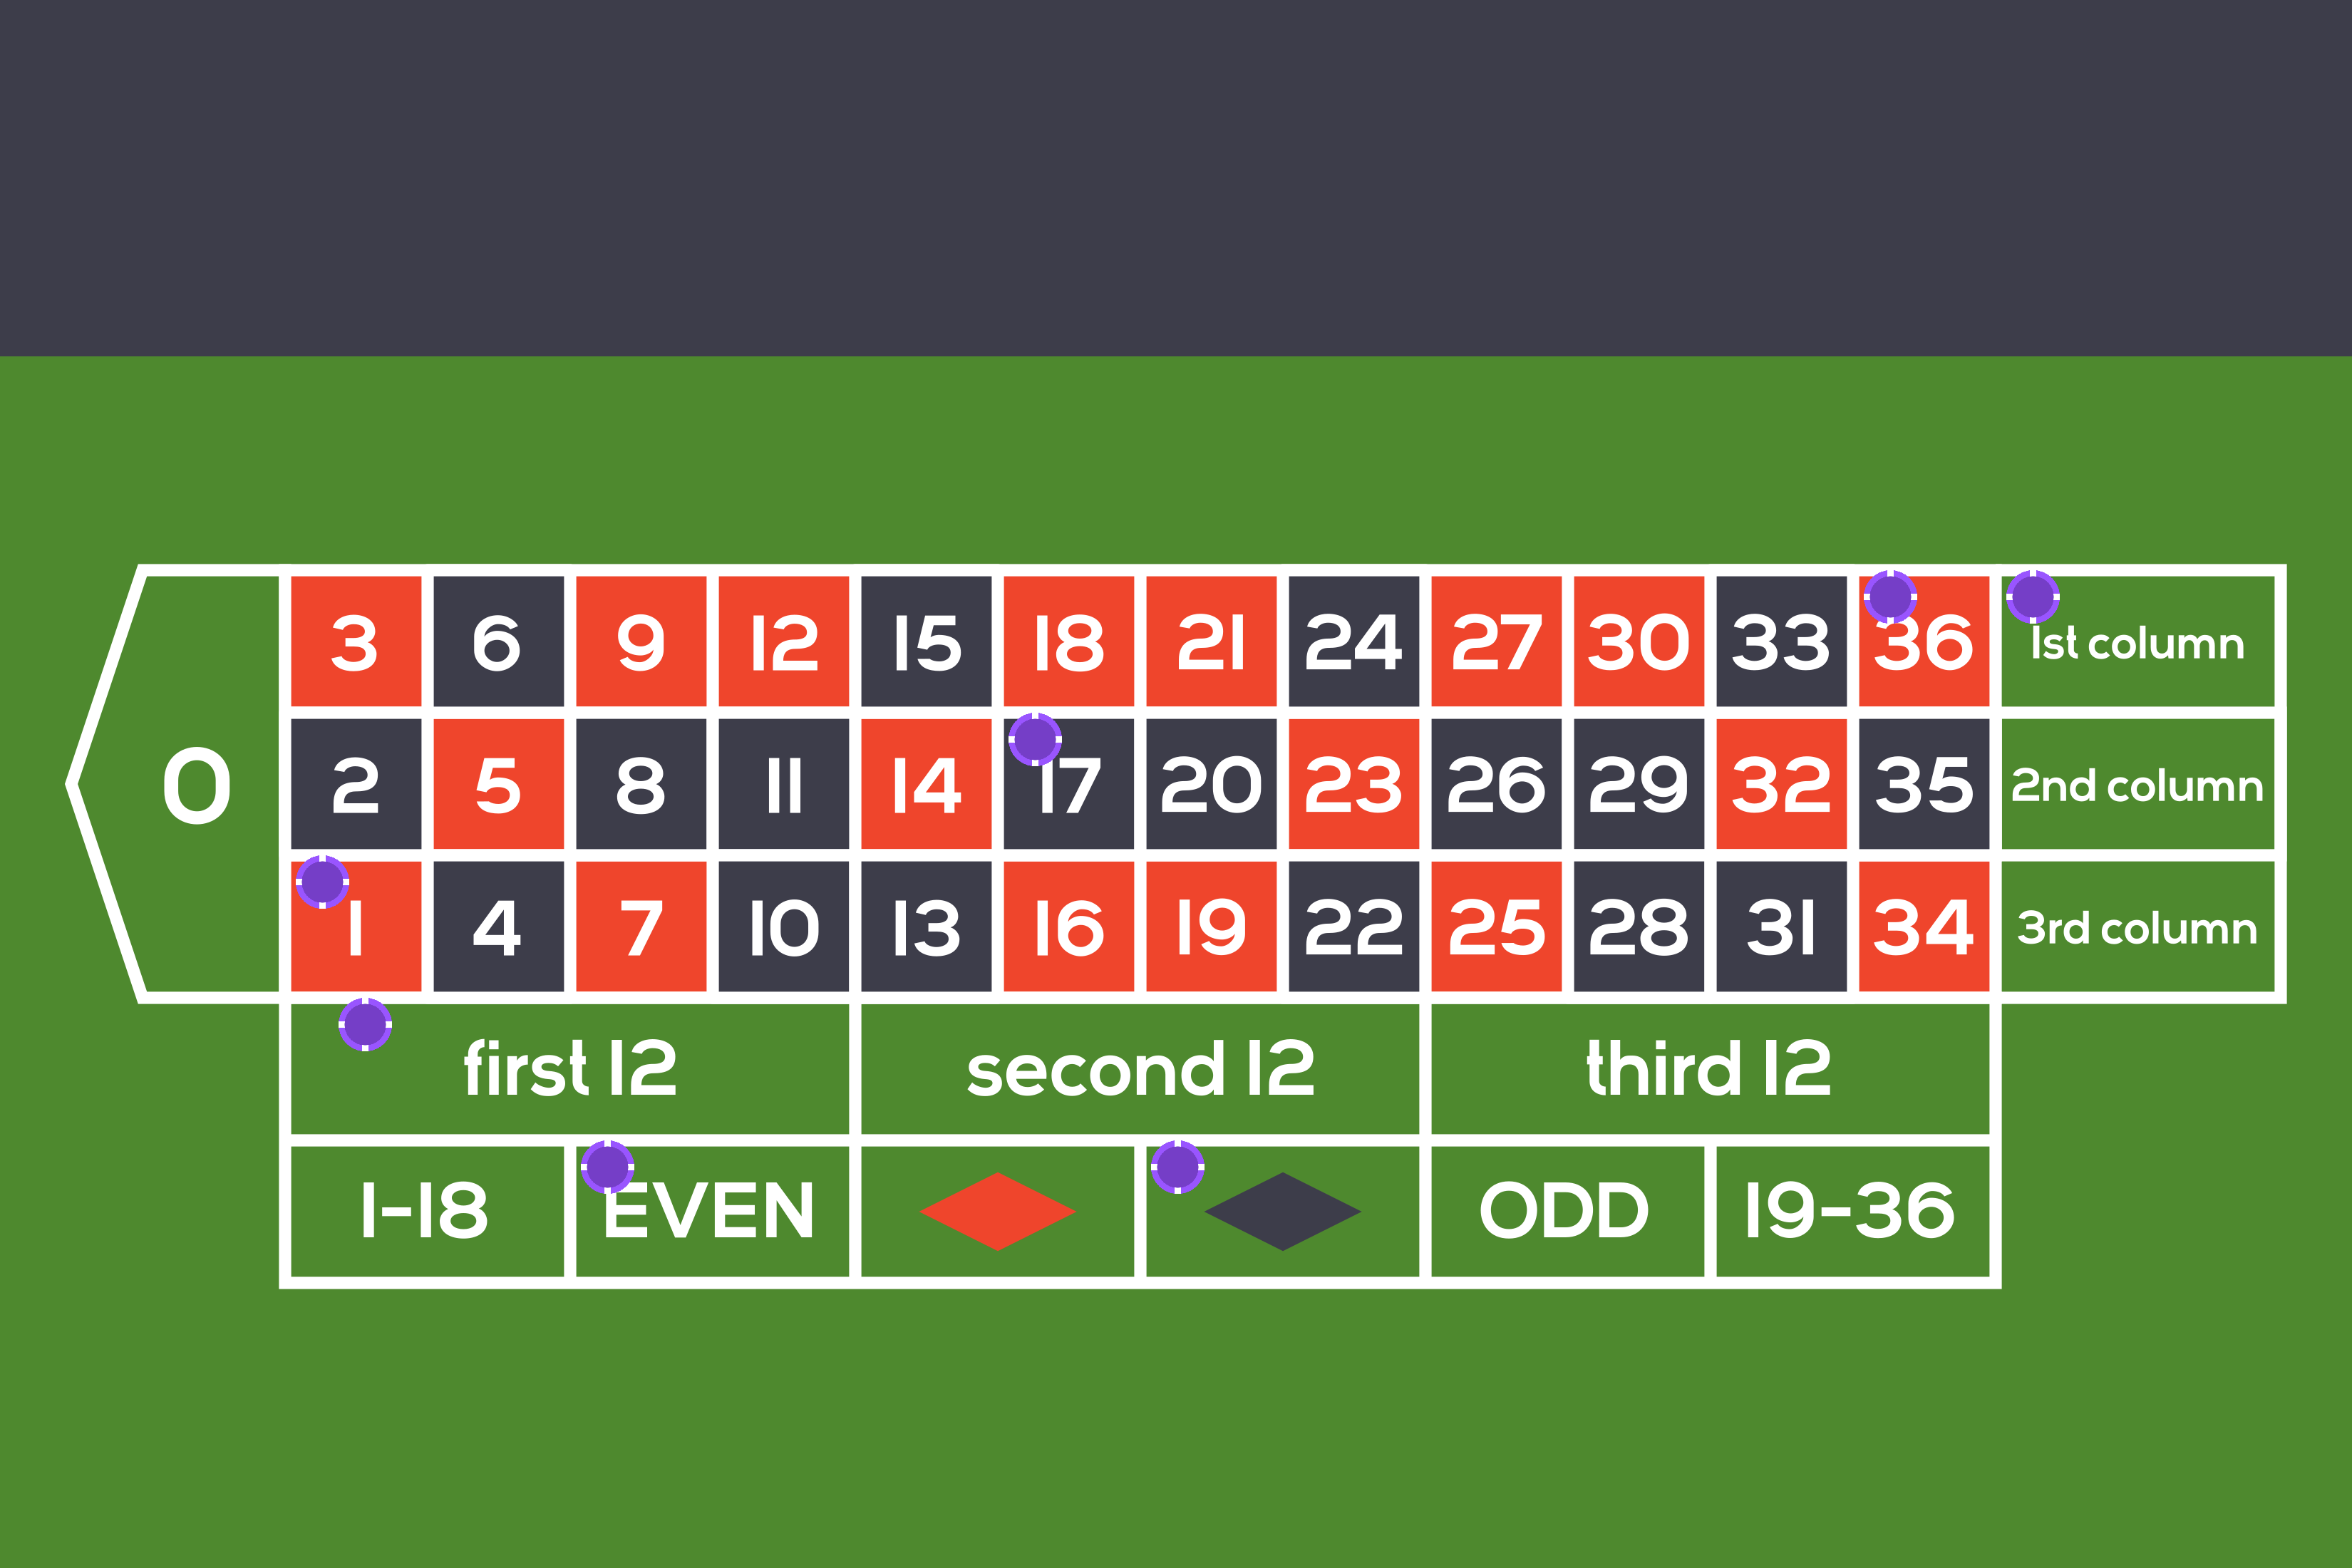 3 6 9 12 15 18 21 24 27 30 33 36 1st column
0 2 5 8 11 14 17 20 23 26 29 32 35 2nd column
1 4 7 10 13 16 19 22 25 28 31 34 3rd column
first 12 second 12 third 12
1-18 EVEN ODD 19-36